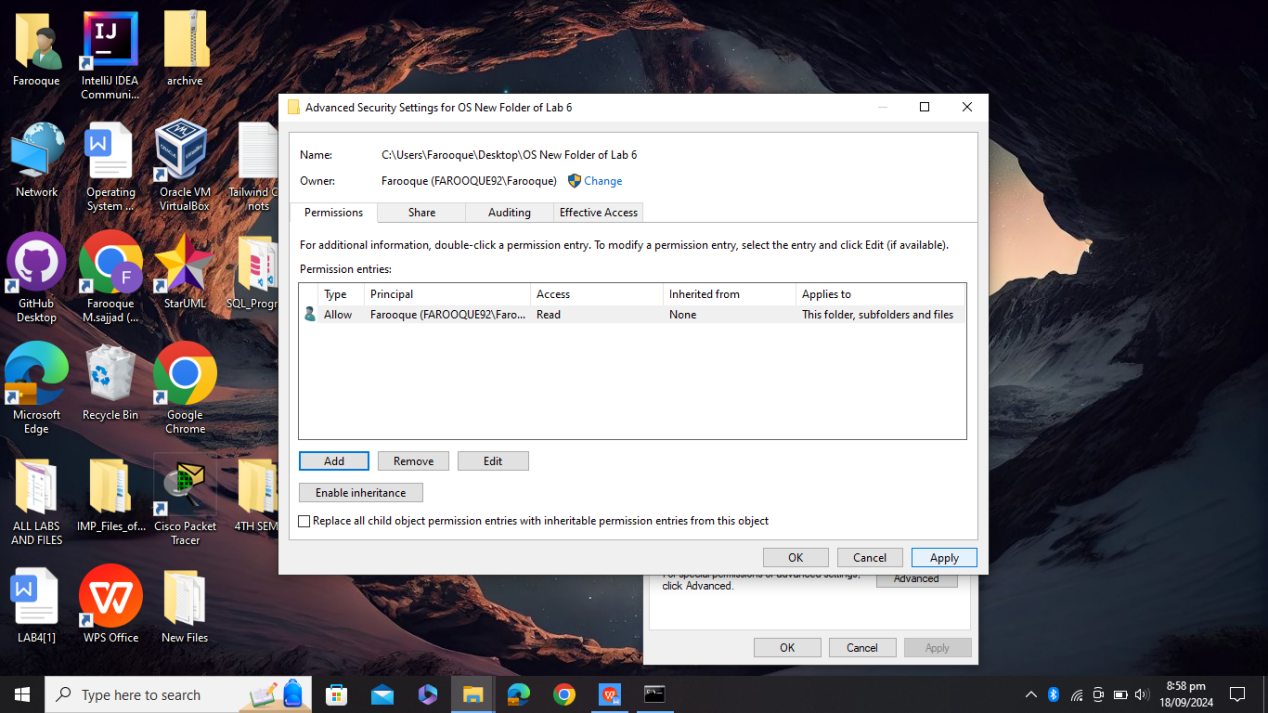 Farooque
IntelliJ IDEA
Communi...
archive
Network
Operating
System ...
Oracle VM
VirtualBox
Tailwind C
nots
GitHub
Desktop
Farooque
M.sajjad (...
StarUML
SQL_Progr
Microsoft
Edge
Recycle Bin
Google
Chrome
ALL LABS
AND FILES
IMP_Files_of...
Cisco Packet
Tracer
4TH SEM
LAB4[1]
WPS Office
New Files
Advanced Security Settings for OS New Folder of Lab 6
Name: C:\Users\Farooque\Desktop\OS New Folder of Lab 6
Owner: Farooque (FAROOQUE92\Farooque) Change
Permissions Share Auditing Effective Access
For additional information, double-click a permission entry. To modify a permission entry, select the entry and click Edit (if available).
Permission entries:
Type Principal Access Inherited from Applies to
Allow Farooque (FAROOQUE92\Faro... Read None This folder, subfolders and files
Add Remove Edit
Enable inheritance
Replace all child object permission entries with inheritable permission entries from this object
OK Cancel Apply
For special permissions or advanced settings,
click Advanced.
Advanced
OK Cancel Apply
Type here to search
8:58 pm
18/09/2024